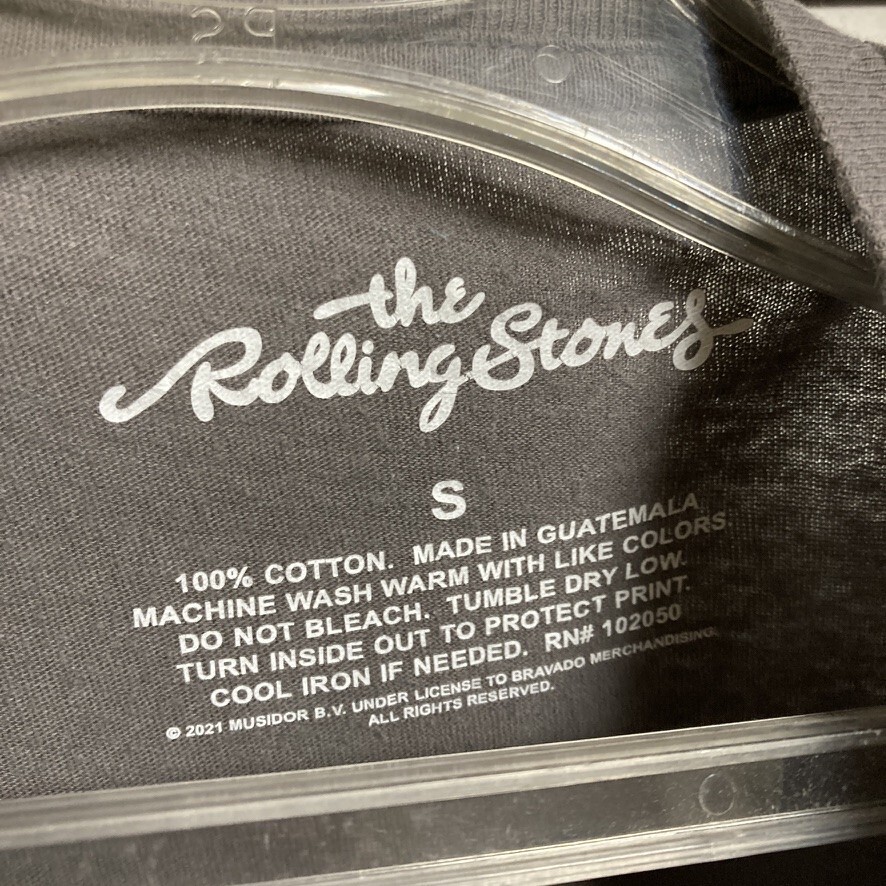 the
Rolling Stones
S
100% COTTON. MADE IN GUATEMALA
MACHINE WASH WARM WITH LIKE COLORS.
DO NOT BLEACH. TUMBLE DRY LOW.
TURN INSIDE OUT TO PROTECT PRINT.
COOL IRON IF NEEDED. RN# 102050
© 2021 MUSIDOR B.V. UNDER LICENSE TO BRAVADO MERCHANDISING.
ALL RIGHTS RESERVED.